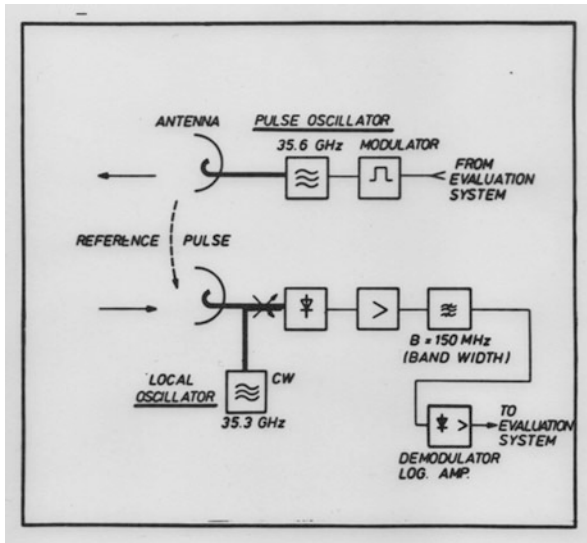 PULSE OSCILLATOR
ANTENNA
35.6 GHz MODULATOR
FROM
EVALUATION
SYSTEM
REFERENCE PULSE
B = 150 MHz
(BAND WIDTH)
LOCAL
OSCILLATOR
CW
35.3 GHz
TO
EVALUATION
SYSTEM
DEMODULATOR
LOG. AMP.